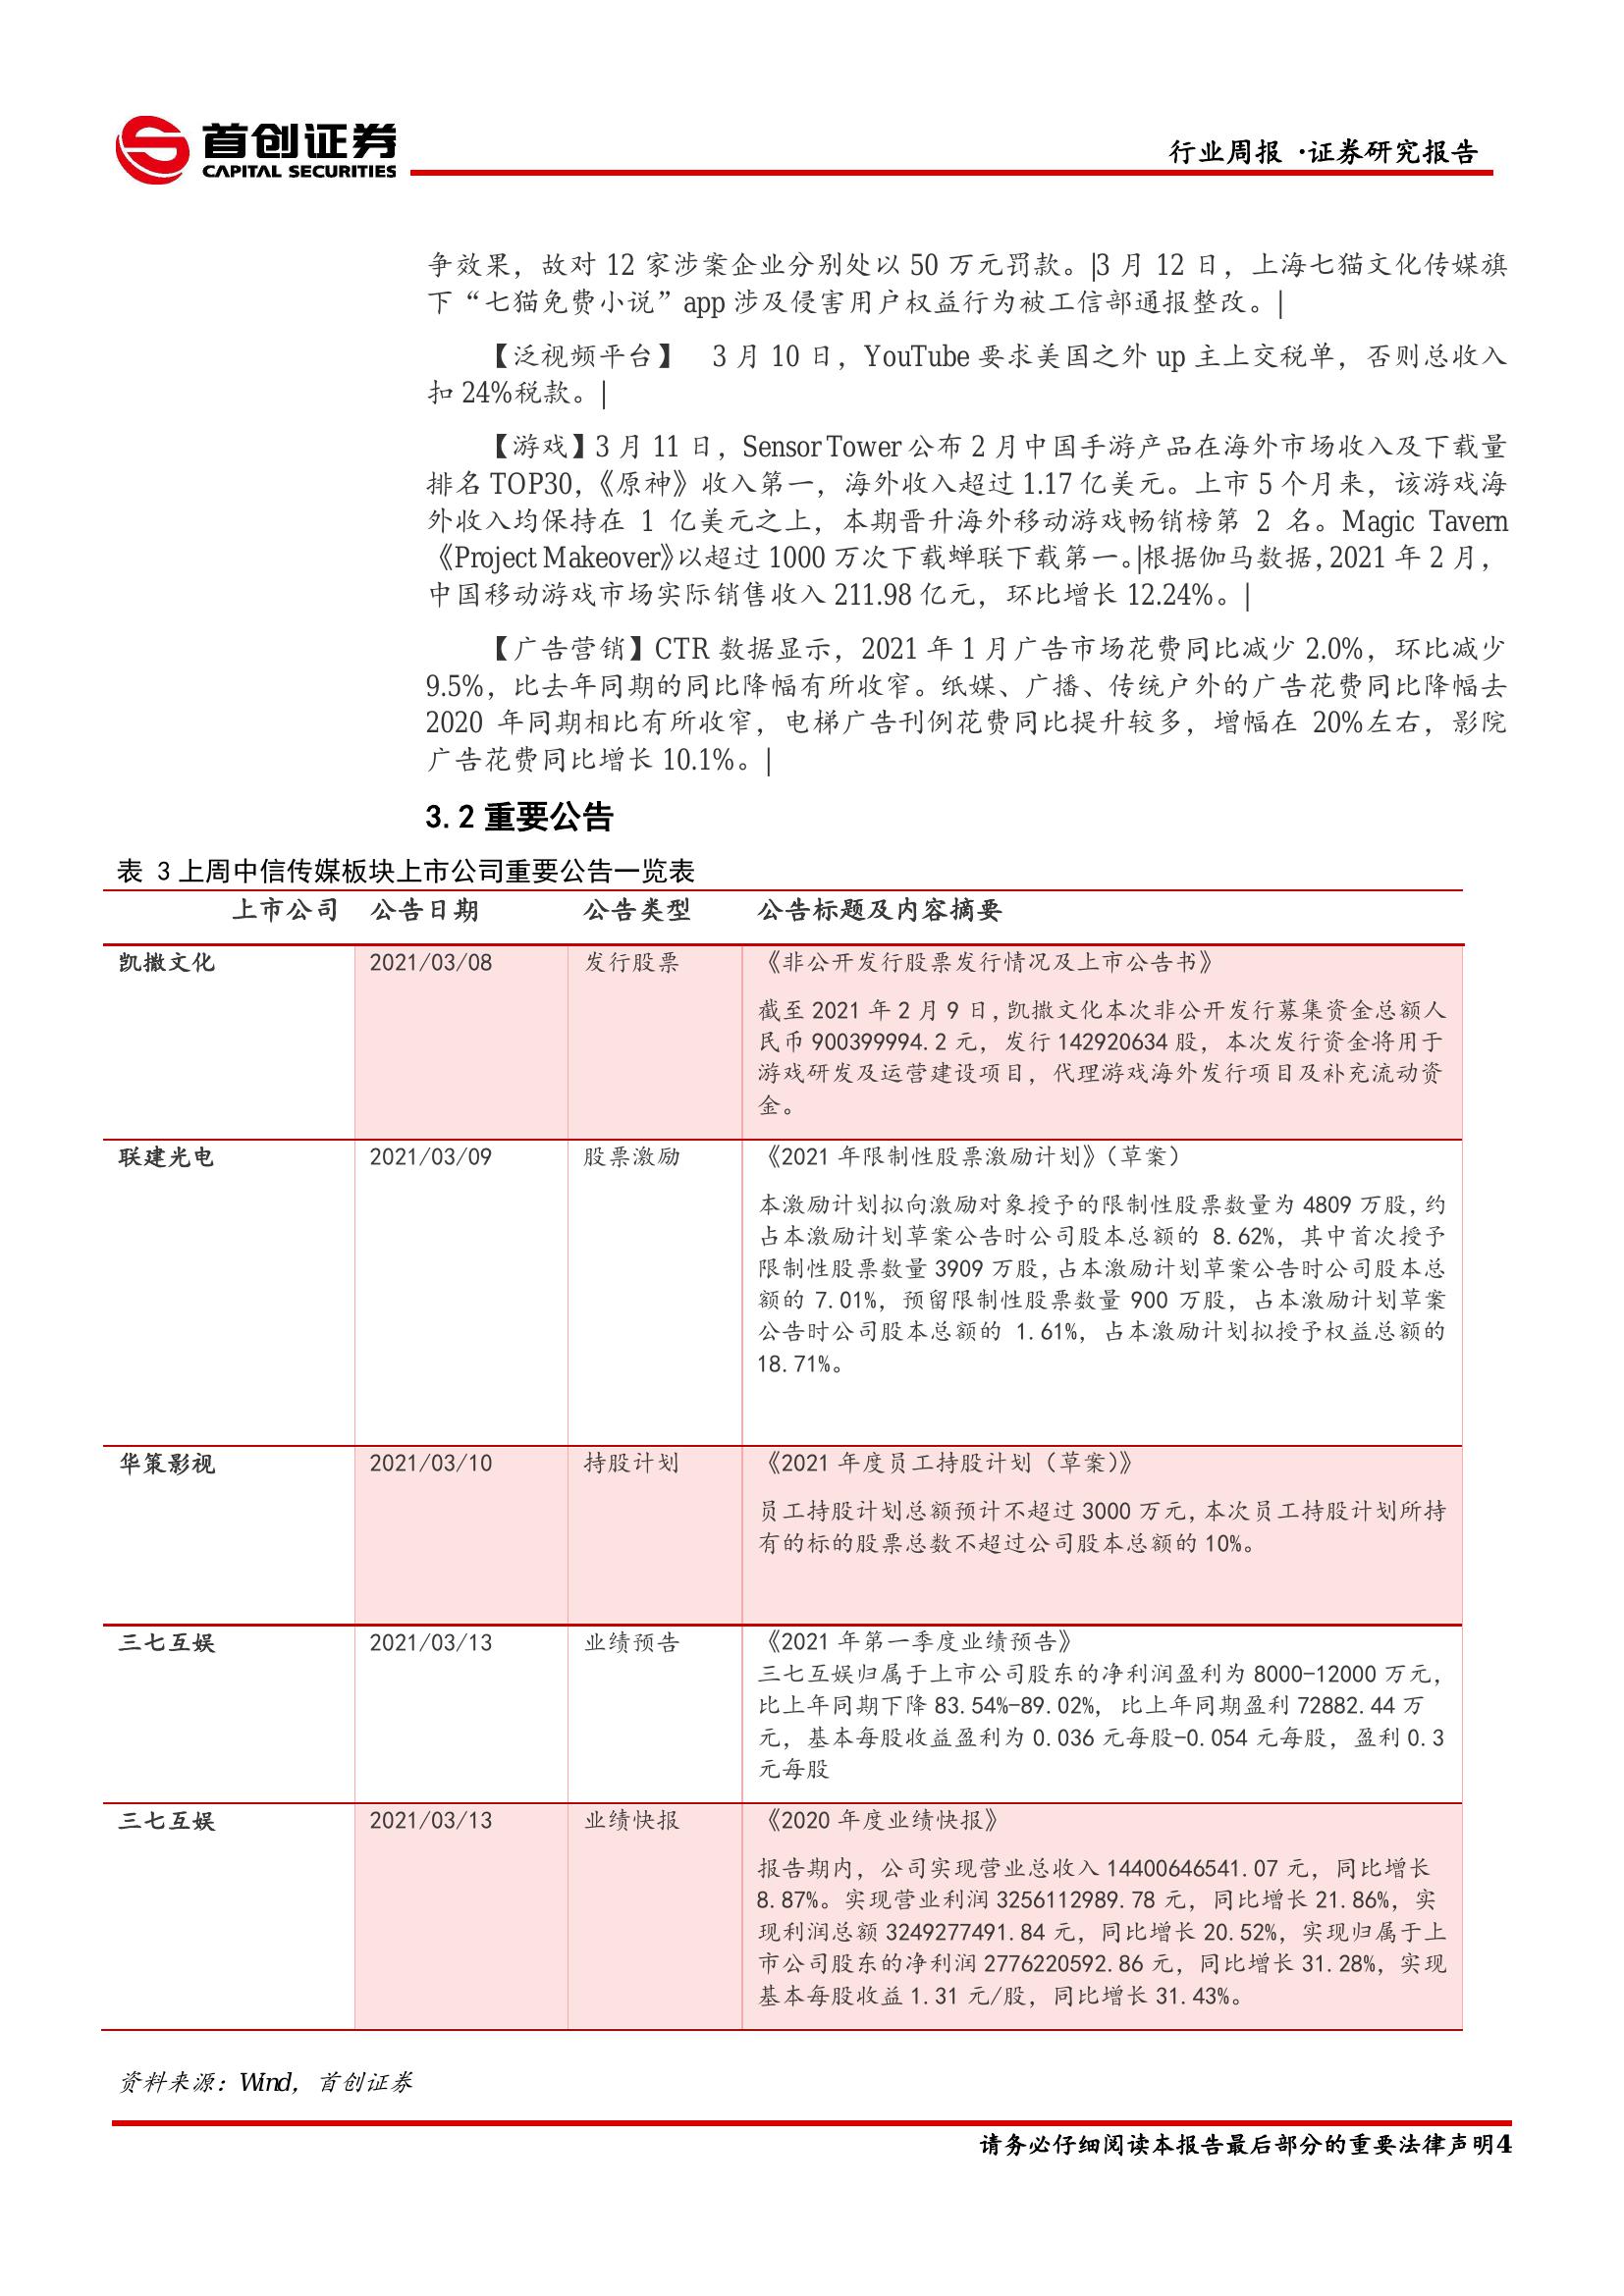 首创证券
CAPITAL SECURITIES
行业周报 ·证券研究报告
争效果，故对 12 家涉案企业分别处以 50 万元罚款。|3 月 12 日，上海七猫文化传媒旗
下“七猫免费小说”app 涉及侵害用户权益行为被工信部通报整改。|
【泛视频平台】 3 月 10 日，YouTube 要求美国之外 up 主上交税单，否则总收入
扣 24%税款。|
【游戏】3 月 11 日，Sensor Tower 公布 2 月中国手游产品在海外市场收入及下载量
排名 TOP30，《原神》收入第一，海外收入超过 1.17 亿美元。上市 5 个月来，该游戏海
外收入均保持在 1 亿美元之上，本期晋升海外移动游戏畅销榜第 2 名。Magic Tavern
《Project Makeover》以超过 1000 万次下载蝉联下载第一。|根据伽马数据，2021 年 2 月，
中国移动游戏市场实际销售收入 211.98 亿元，环比增长 12.24%。|
【广告营销】CTR 数据显示，2021 年 1 月广告市场花费同比减少 2.0%，环比减少
9.5%，比去年同期的同比降幅有所收窄。纸媒、广播、传统户外的广告花费同比降幅去
2020 年同期相比有所收窄，电梯广告刊例花费同比提升较多，增幅在 20%左右，影院
广告花费同比增长 10.1%。|
3.2 重要公告
表 3 上周中信传媒板块上市公司重要公告一览表
上市公司 公告日期 公告类型 公告标题及内容摘要
凯撒文化 2021/03/08 发行股票 《非公开发行股票发行情况及上市公告书》
截至 2021 年 2 月 9 日，凯撒文化本次非公开发行募集资金总额人
民币 900399994.2 元，发行 142920634 股，本次发行资金将用于
游戏研发及运营建设项目，代理游戏海外发行项目及补充流动资
金。
联建光电 2021/03/09 股票激励 《2021 年限制性股票激励计划》（草案）
本激励计划拟向激励对象授予的限制性股票数量为 4809 万股，约
占本激励计划草案公告时公司股本总额的 8.62%，其中首次授予
限制性股票数量 3909 万股，占本激励计划草案公告时公司股本总
额的 7.01%，预留限制性股票数量 900 万股，占本激励计划草案
公告时公司股本总额的 1.61%，占本激励计划拟授予权益总额的
18.71%。
华策影视 2021/03/10 持股计划 《2021 年度员工持股计划（草案）》
员工持股计划总额预计不超过 3000 万元，本次员工持股计划所持
有的标的股票总数不超过公司股本总额的 10%。
三七互娱 2021/03/13 业绩预告 《2021 年第一季度业绩预告》
三七互娱归属于上市公司股东的净利润盈利为 8000-12000 万元，
比上年同期下降 83.54%-89.02%，比上年同期盈利 72882.44 万
元，基本每股收益盈利为 0.036 元每股-0.054 元每股，盈利 0.3
元每股
三七互娱 2021/03/13 业绩快报 《2020 年度业绩快报》
报告期内，公司实现营业总收入 14400646541.07 元，同比增长
8.87%。实现营业利润 3256112989.78 元，同比增长 21.86%，实
现利润总额 3249277491.84 元，同比增长 20.52%，实现归属于上
市公司股东的净利润 2776220592.86 元，同比增长 31.28%，实现
基本每股收益 1.31 元/股，同比增长 31.43%。
资料来源：Wind，首创证券
请务必仔细阅读本报告最后部分的重要法律声明4